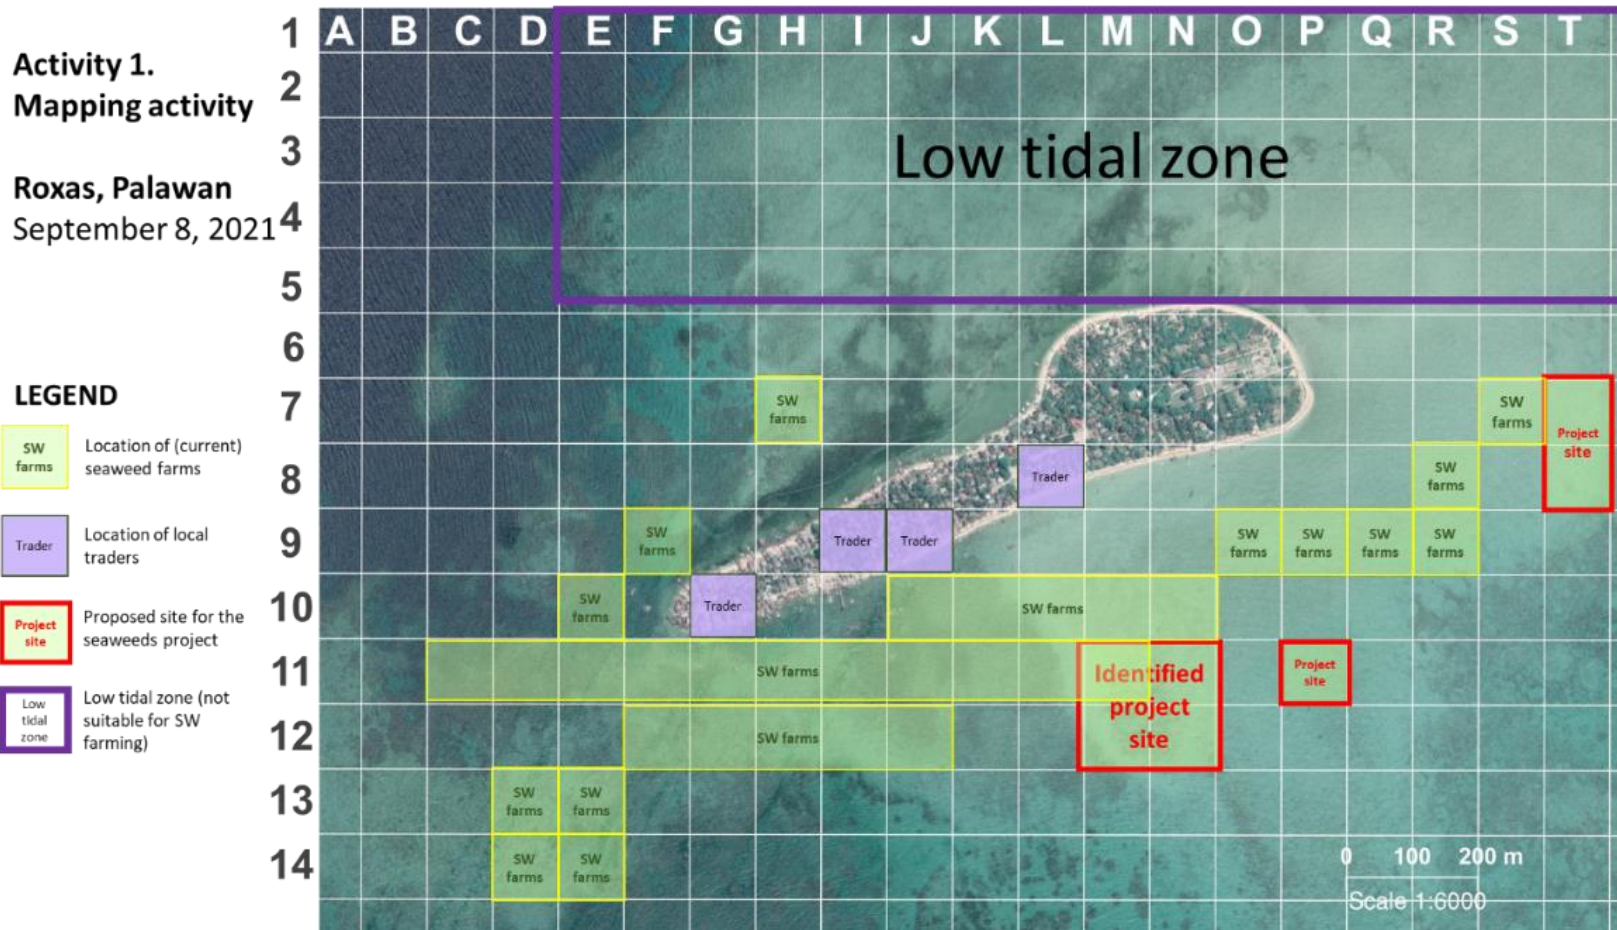 Activity 1.
Mapping activity
Roxas, Palawan
September 8, 2021
LEGEND
SW
farms
Location of (current)
seaweed farms
Trader
Location of local
traders
Project
site
Proposed site for the
seaweeds project
Low
tidal
zone
Low tidal zone (not
suitable for SW
farming)
A B C D E F G H I J K L M N O P Q R S T
1
2
3
4
5
6
7
8
9
10
11
12
13
14
Low tidal zone
SW
farms
SW
farms
Project
site
Trader
SW
farms
SW
farms
Trader
Trader
SW
farms
SW
farms
SW
farms
SW
farms
SW
farms
Trader
SW farms
SW farms
Identified
project
site
Project
site
SW farms
SW
farms
SW
farms
SW
farms
SW
farms
0 100 200 m
Scale 1:6000